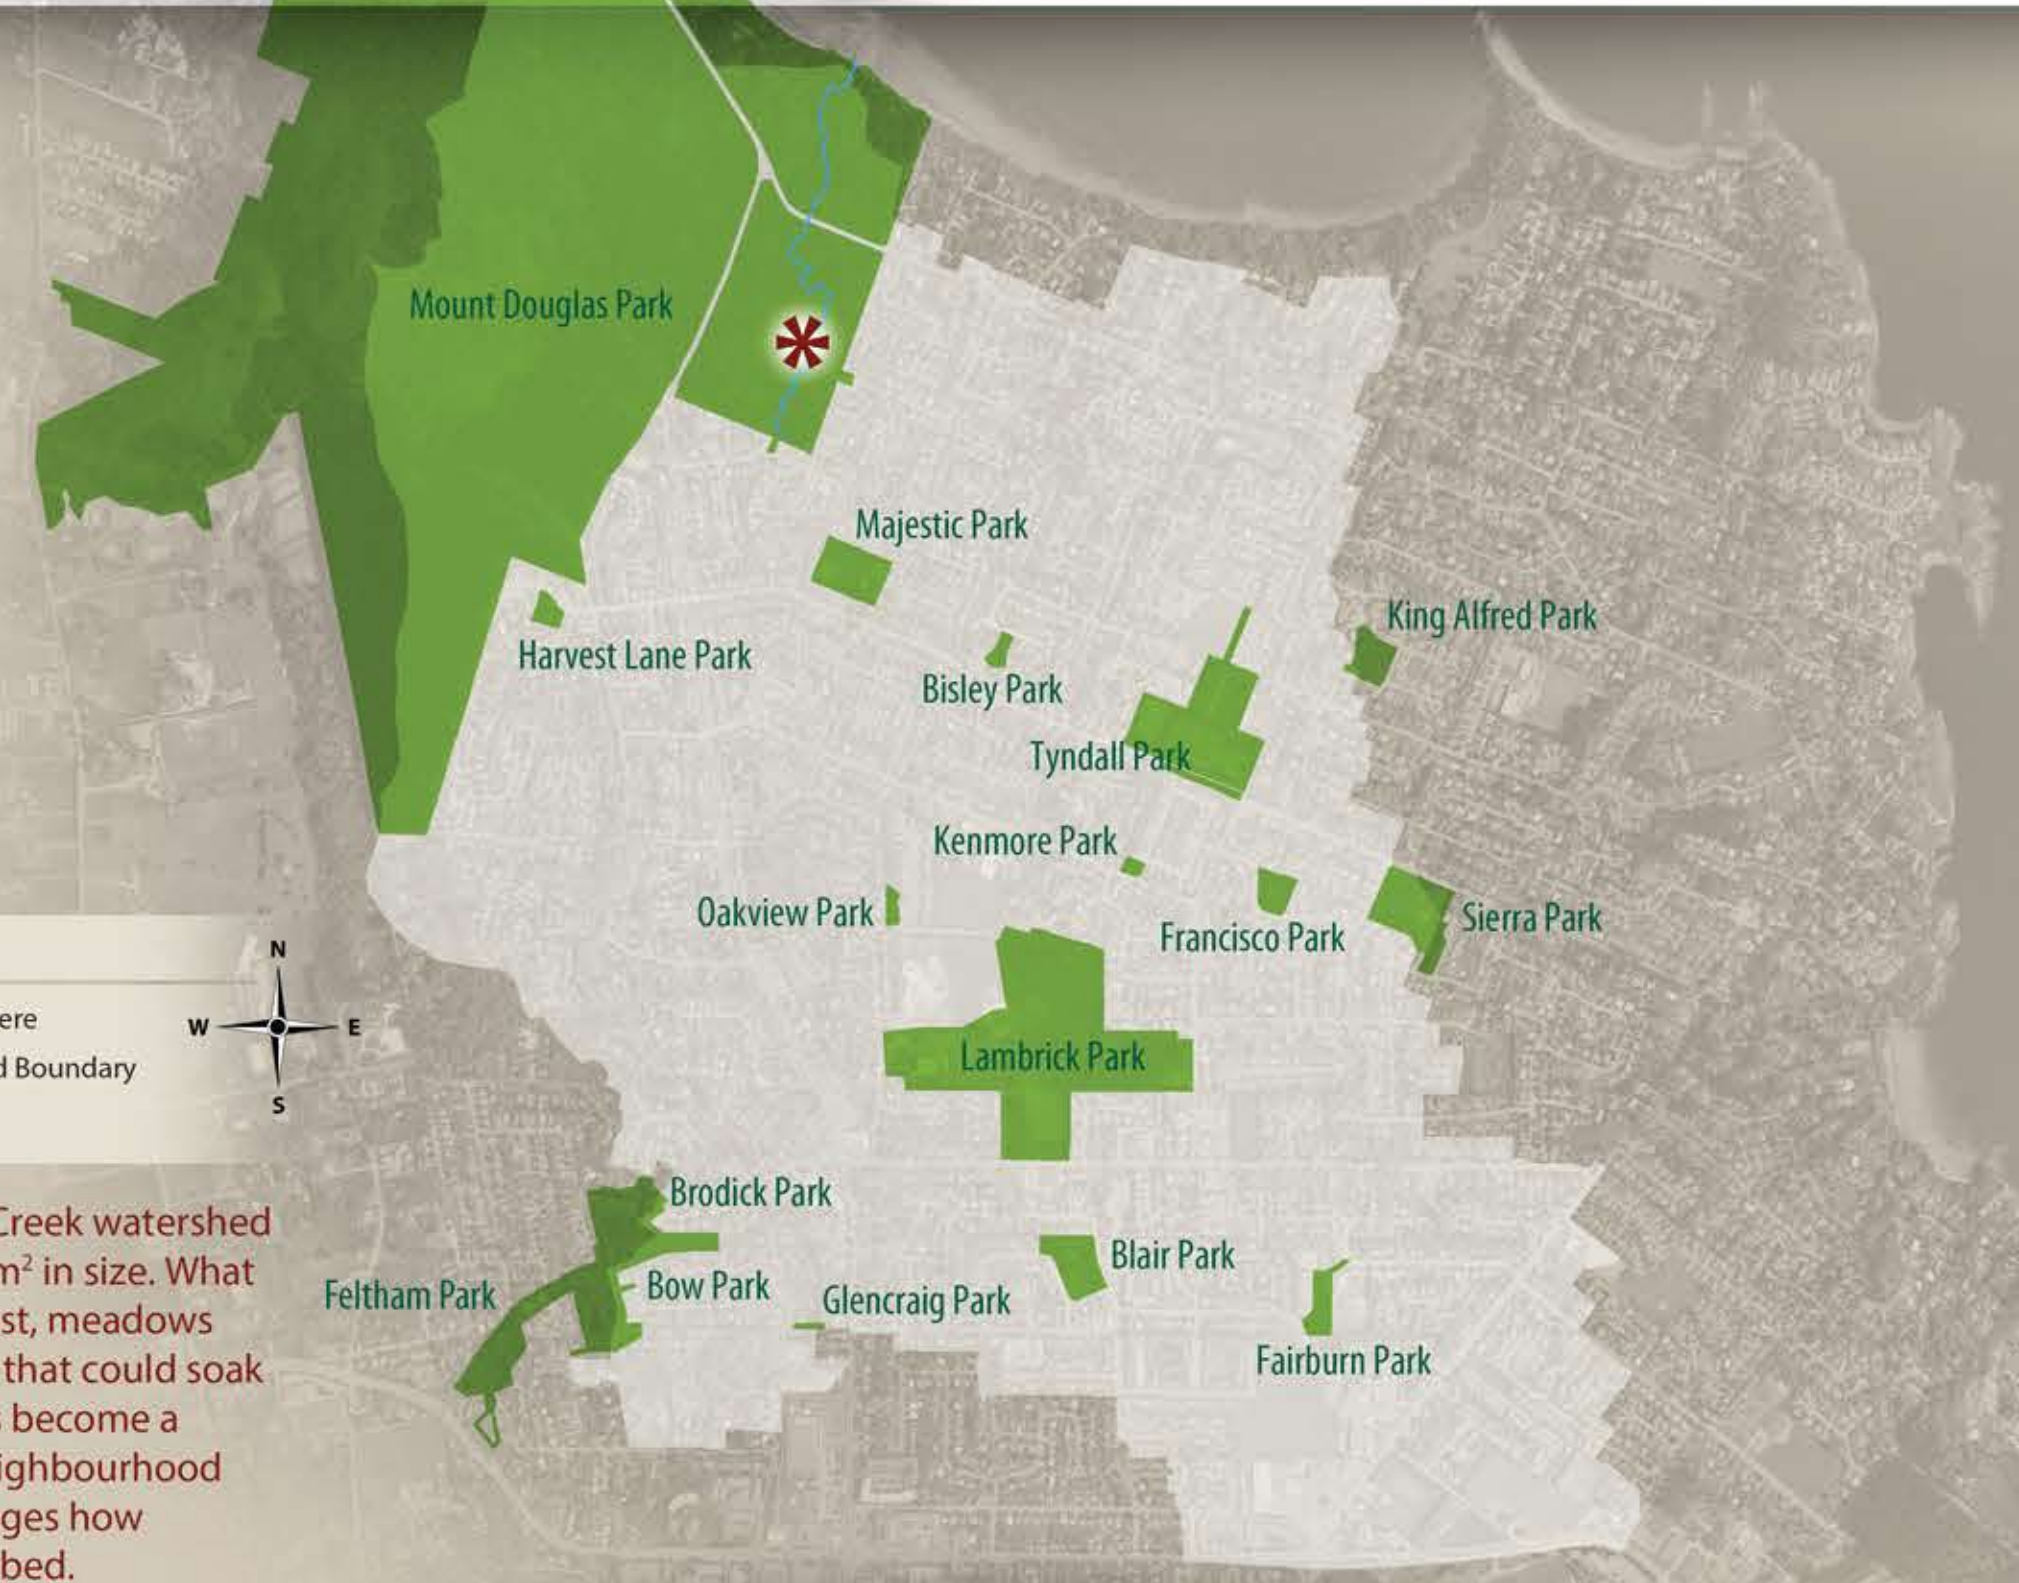 Mount Douglas Park
Majestic Park
King Alfred Park
Harvest Lane Park
Bisley Park
Tyndall Park
Kenmore Park
Oakview Park
Francisco Park
Sierra Park
N
W
E
S
ere
d Boundary
Lambrick Park
Brodick Park
Blair Park
Bow Park
Feltham Park
Glencraig Park
Fairburn Park
Creek watershed
m² in size. What
st, meadows
that could soak
s become a
ighbourhood
ges how
bed.